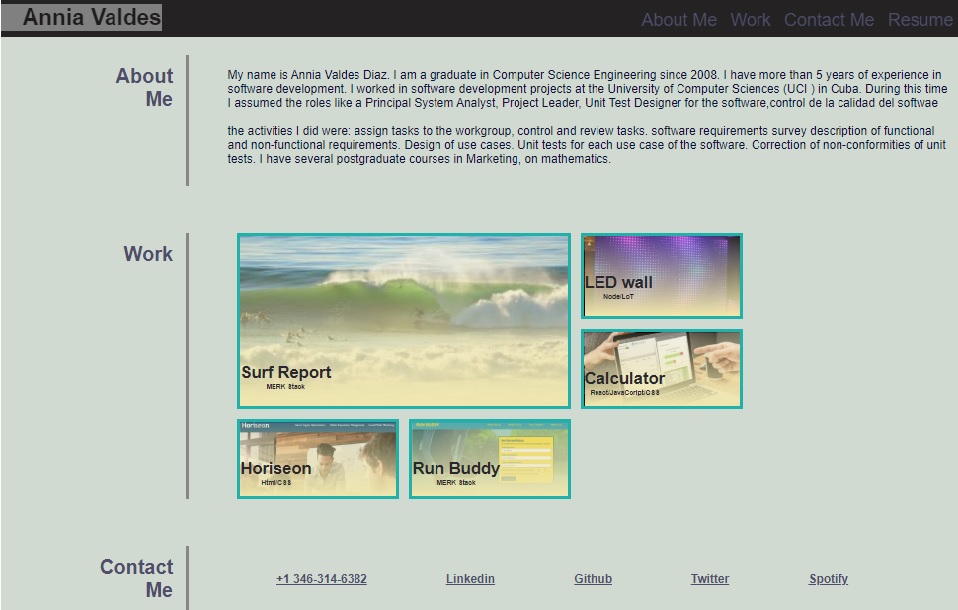 Annia Valdes
About Me Work Contact Me Resume
About
Me
My name is Annia Valdes Diaz. I am a graduate in Computer Science Engineering since 2008. I have more than 5 years of experience in
software development. I worked in software development projects at the University of Computer Sciences (UCI ) in Cuba. During this time
I assumed the roles like a Principal System Analyst, Project Leader, Unit Test Designer for the software,control de la calidad del softwae
the activities I did were: assign tasks to the workgroup, control and review tasks. software requirements survey description of functional
and non-functional requirements. Design of use cases. Unit tests for each use case of the software. Correction of non-conformities of unit
tests. I have several postgraduate courses in Marketing, on mathematics.
Work
Surf Report
MERK Stack
LED wall
Node/LoT
Calculator
React/JavaCoript/CSS
Horiseon
Horiseon
Html/CSS
Run Buddy
MERK Stack
Contact
Me
+1 346-314-6382 Linkedin Github Twitter Spotify